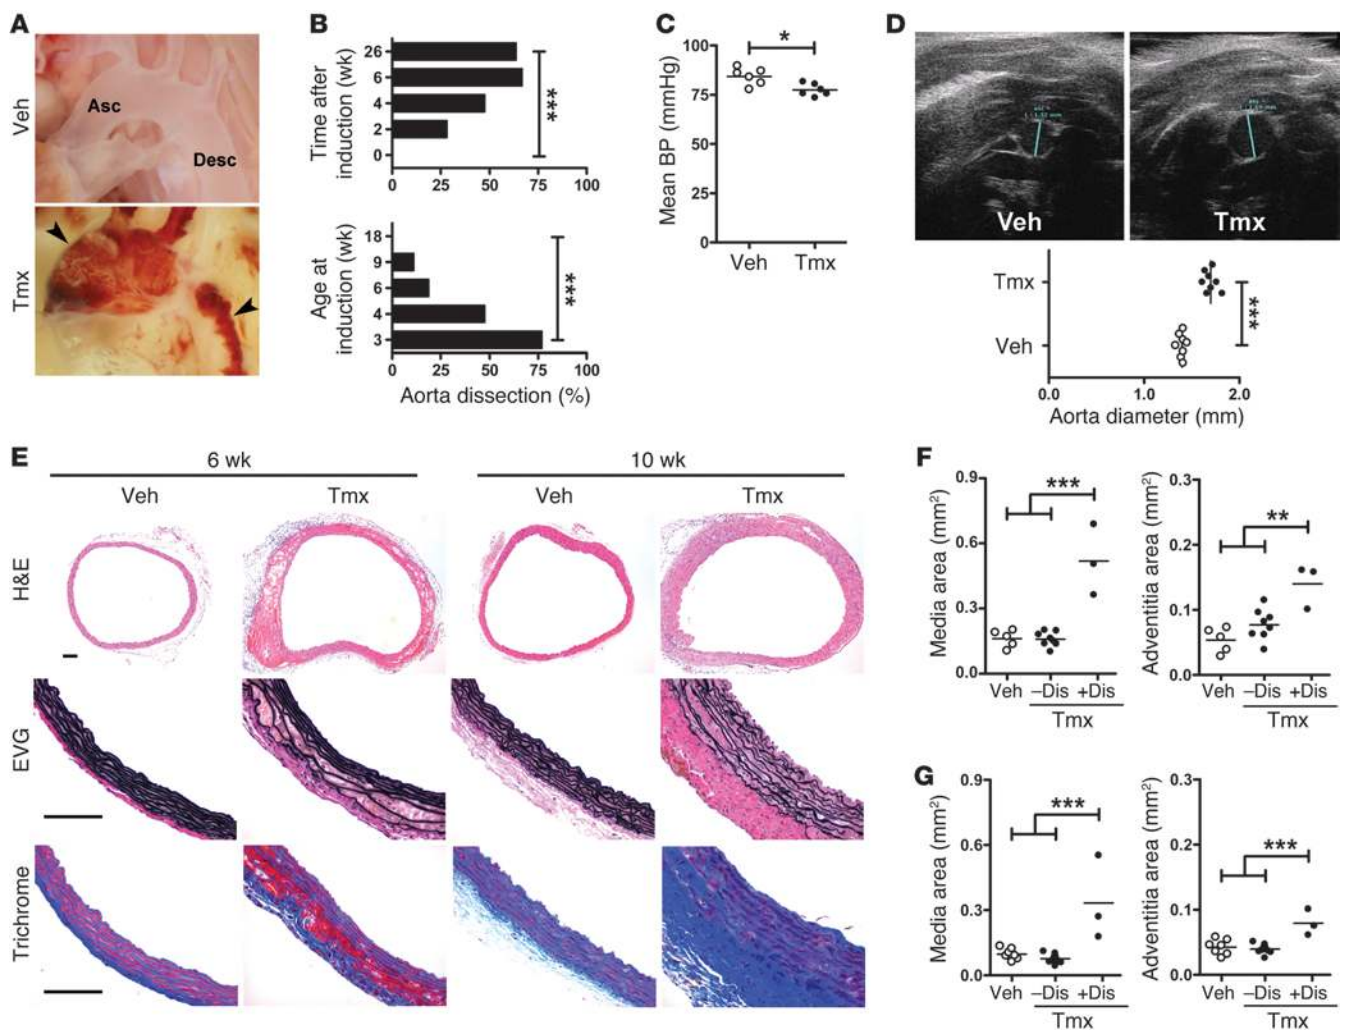 A
Veh
Asc
Desc
Tmx
B
Time after
induction (wk)
26
6
4
2
0
0 25 50 75 100
***
Age at
induction (wk)
18
9
6
4
3
0 25 50 75 100
***
Aorta dissection (%)
C
Mean BP (mmHg)
100
75
50
25
0
*
Veh Tmx
D
Veh
Tmx
Tmx
Veh
***
0.0 1.0 2.0
Aorta diameter (mm)
E
6 wk 10 wk
Veh Tmx Veh Tmx
H&E
EVG
Trichrome
F
Media area (mm²)
0.9
0.6
0.3
0.0
***
Veh –Dis +Dis
Tmx
Adventitia area (mm²)
0.3
0.2
0.1
0.0
**
Veh –Dis +Dis
Tmx
G
Media area (mm²)
0.9
0.6
0.3
0.0
***
Veh –Dis +Dis
Tmx
Adventitia area (mm²)
0.3
0.2
0.1
0.0
***
Veh –Dis +Dis
Tmx